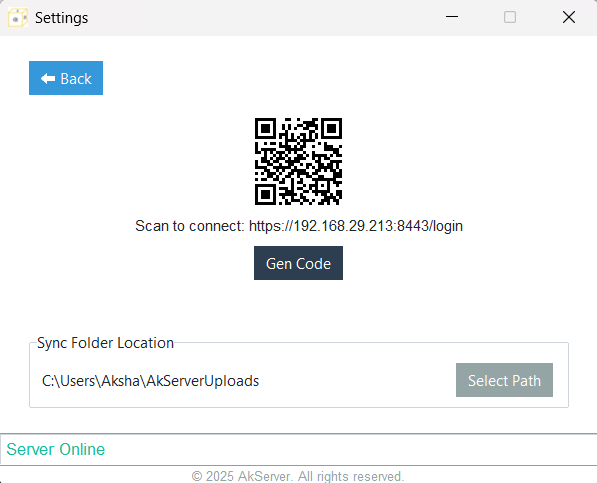 Settings
Back
Scan to connect: https://192.168.29.213:8443/login
Gen Code
Sync Folder Location
C:\Users\Aksha\AkServerUploads
Select Path
Server Online
© 2025 AkServer. All rights reserved.